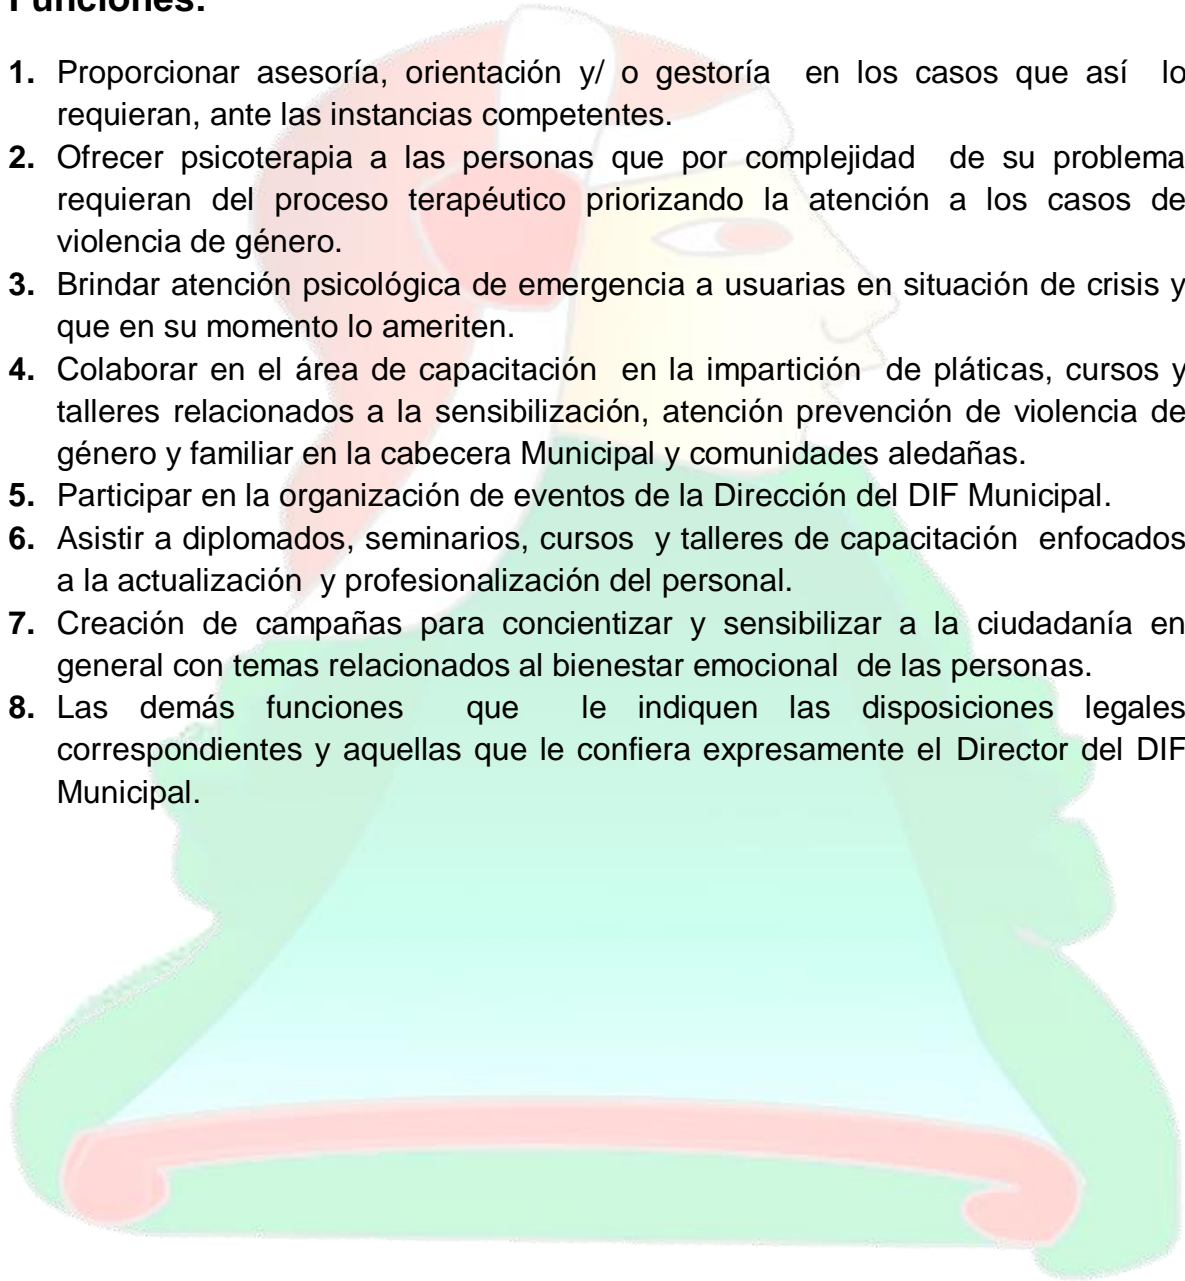 Funciones:
1. Proporcionar asesoría, orientación y/ o gestoría en los casos que así lo
requieran, ante las instancias competentes.
2. Ofrecer psicoterapia a las personas que por complejidad de su problema
requieran del proceso terapéutico priorizando la atención a los casos de
violencia de género.
3. Brindar atención psicológica de emergencia a usuarias en situación de crisis y
que en su momento lo ameriten.
4. Colaborar en el área de capacitación en la impartición de pláticas, cursos y
talleres relacionados a la sensibilización, atención prevención de violencia de
género y familiar en la cabecera Municipal y comunidades aledañas.
5. Participar en la organización de eventos de la Dirección del DIF Municipal.
6. Asistir a diplomados, seminarios, cursos y talleres de capacitación enfocados
a la actualización y profesionalización del personal.
7. Creación de campañas para concientizar y sensibilizar a la ciudadanía en
general con temas relacionados al bienestar emocional de las personas.
8. Las demás funciones que le indiquen las disposiciones legales
correspondientes y aquellas que le confiera expresamente el Director del DIF
Municipal.